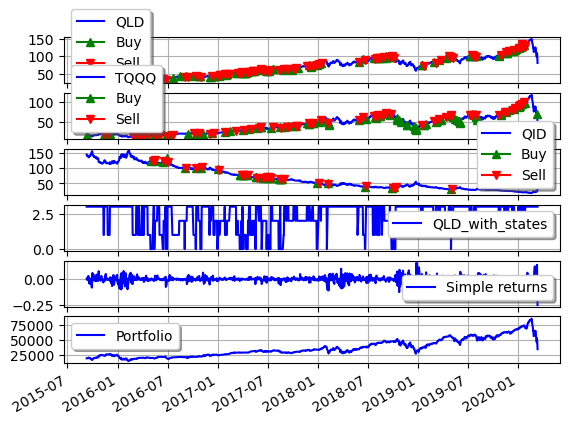 QLD
Buy
Sell
150
100
50
TQQQ
Buy
Sell
100
50
QID
Buy
Sell
150
100
50
QLD_with_states
2.5
0.0
Simple returns
0.00
−0.25
Portfolio
75000
50000
25000
2015-07
2016-01
2016-07
2017-01
2017-07
2018-01
2018-07
2019-01
2019-07
2020-01